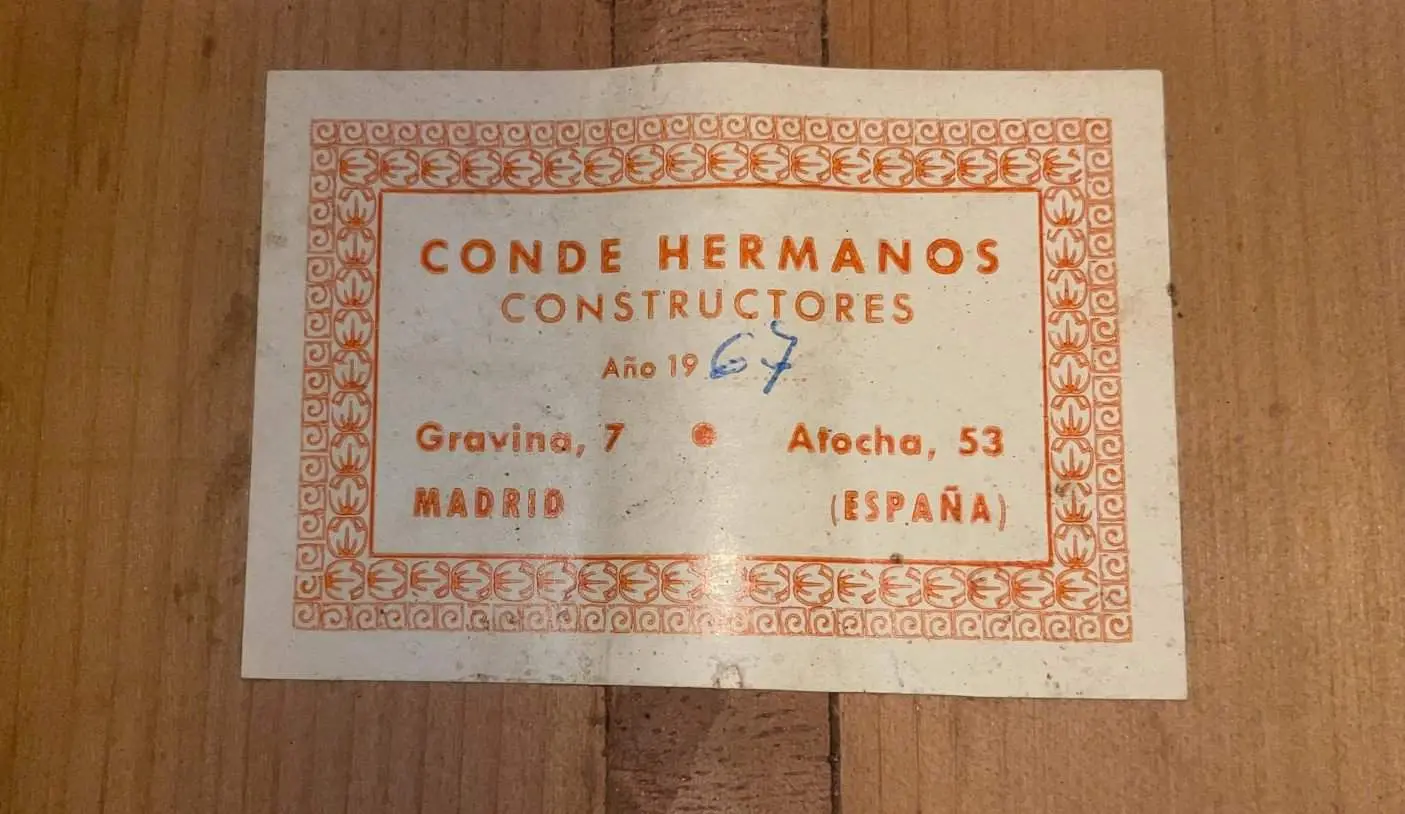 CONDE HERMANOS
CONSTRUCTORES
Año 1967
Gravina, 7 • Atocha, 53
MADRID (ESPAÑA)